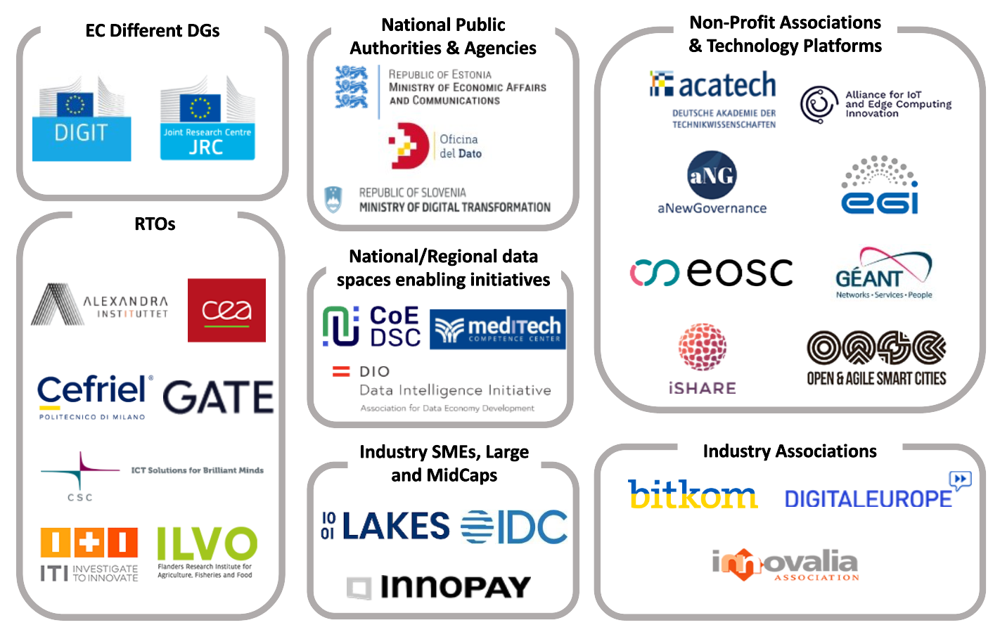 EC Different DGs
DIGIT
Joint Research Centre
JRC
National Public
Authorities & Agencies
REPUBLIC OF ESTONIA
MINISTRY OF ECONOMIC AFFAIRS
AND COMMUNICATIONS
Oficina
del Dato
REPUBLIC OF SLOVENIA
MINISTRY OF DIGITAL TRANSFORMATION
Non-Profit Associations
& Technology Platforms
acatech
DEUTSCHE AKADEMIE DER
TECHNIKWISSENSCHAFTEN
Alliance for IoT
and Edge Computing
Innovation
aNG
aNewGovernance
egi
eosc
GÉANT
Networks · Services · People
iSHARE
OASC
OPEN & AGILE SMART CITIES
RTOs
ALEXANDRA
INSTITUTTET
cea
Cefriel®
POLITECNICO DI MILANO
GATE
ICT Solutions for Brilliant Minds
CSC
ITI INVESTIGATE
TO INNOVATE
ILVO
Flanders Research Institute for
Agriculture, Fisheries and Food
National/Regional data
spaces enabling initiatives
CoE
DSC
medITech
COMPETENCE CENTER
DIO
Data Intelligence Initiative
Association for Data Economy Development
Industry SMEs, Large
and MidCaps
10
01 LAKES
IDC
INNOPAY
Industry Associations
bitkom
DIGITALEUROPE
innovalia
ASSOCIATION